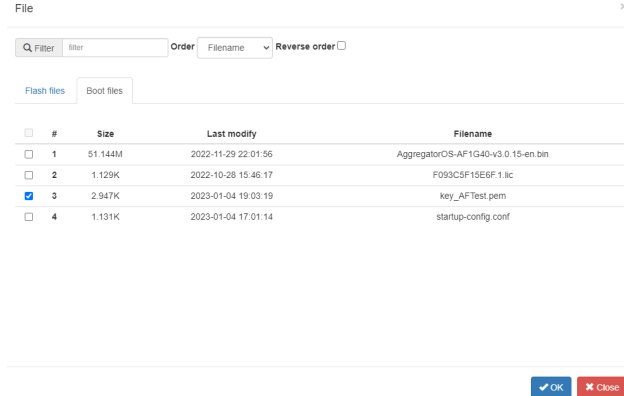 File
Filter filter Order Filename Reverse order
Flash files Boot files
# Size Last modify Filename
1 51.144M 2022-11-29 22:01:56 AggregatorOS-AF1G40-v3.0.15-en.bin
2 1.129K 2022-10-28 15:46:17 F093C5F15E6F.1.lic
3 2.947K 2023-01-04 19:03:19 key_AFTest.pem
4 1.131K 2023-01-04 17:01:14 startup-config.conf
OK Close